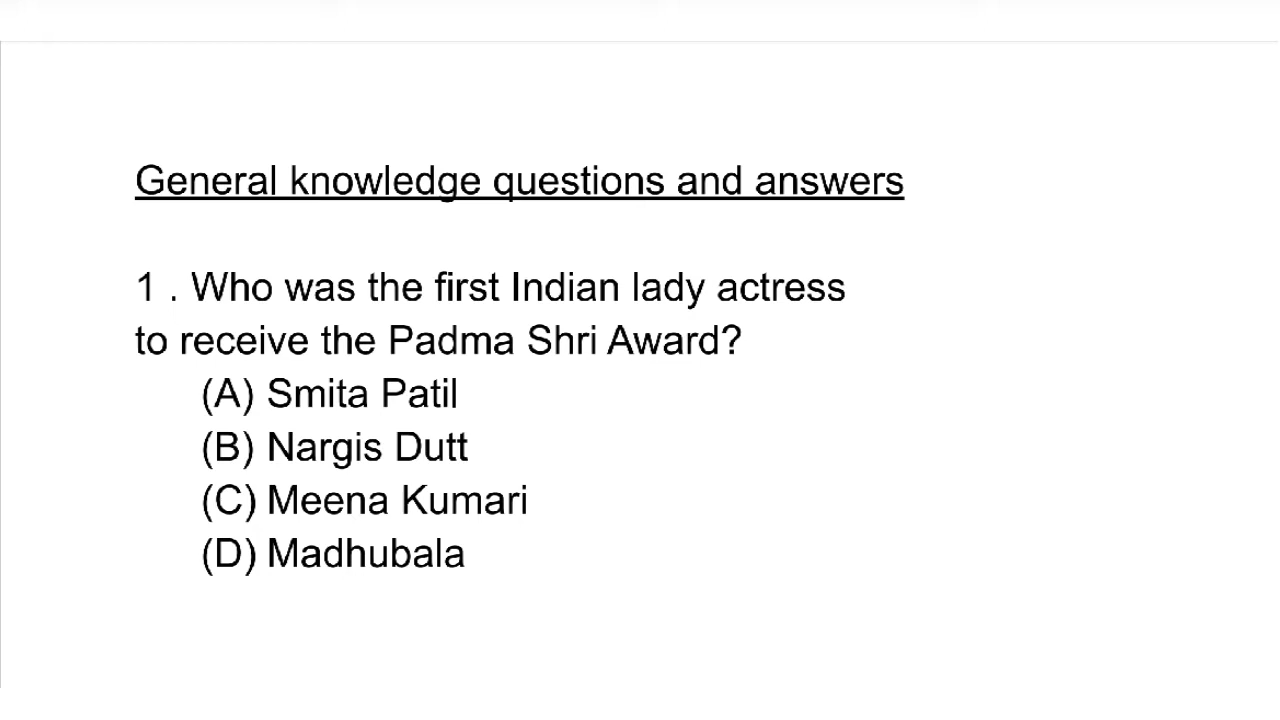 General knowledge questions and answers
1 . Who was the first Indian lady actress
to receive the Padma Shri Award?
(A) Smita Patil
(B) Nargis Dutt
(C) Meena Kumari
(D) Madhubala